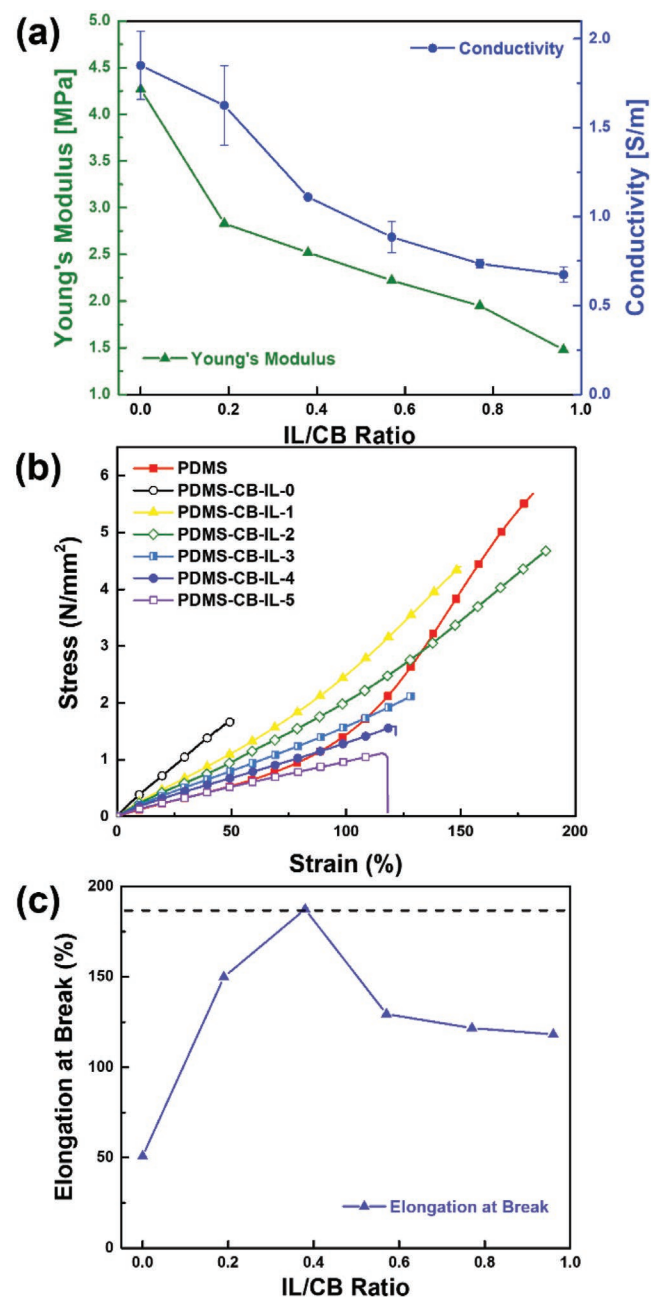 (a)
5.0
4.5
4.0
3.5
3.0
2.5
2.0
1.5
1.0
Young's Modulus [MPa]
Conductivity
Young's Modulus
2.0
1.5
1.0
0.5
0.0
Conductivity [S/m]
0.0 0.2 0.4 0.6 0.8 1.0
IL/CB Ratio
(b)
6
5
4
3
2
1
0
Stress (N/mm²)
PDMS
PDMS-CB-IL-0
PDMS-CB-IL-1
PDMS-CB-IL-2
PDMS-CB-IL-3
PDMS-CB-IL-4
PDMS-CB-IL-5
0 50 100 150 200
Strain (%)
(c)
200
150
100
50
0
Elongation at Break (%)
Elongation at Break
0.0 0.2 0.4 0.6 0.8 1.0
IL/CB Ratio